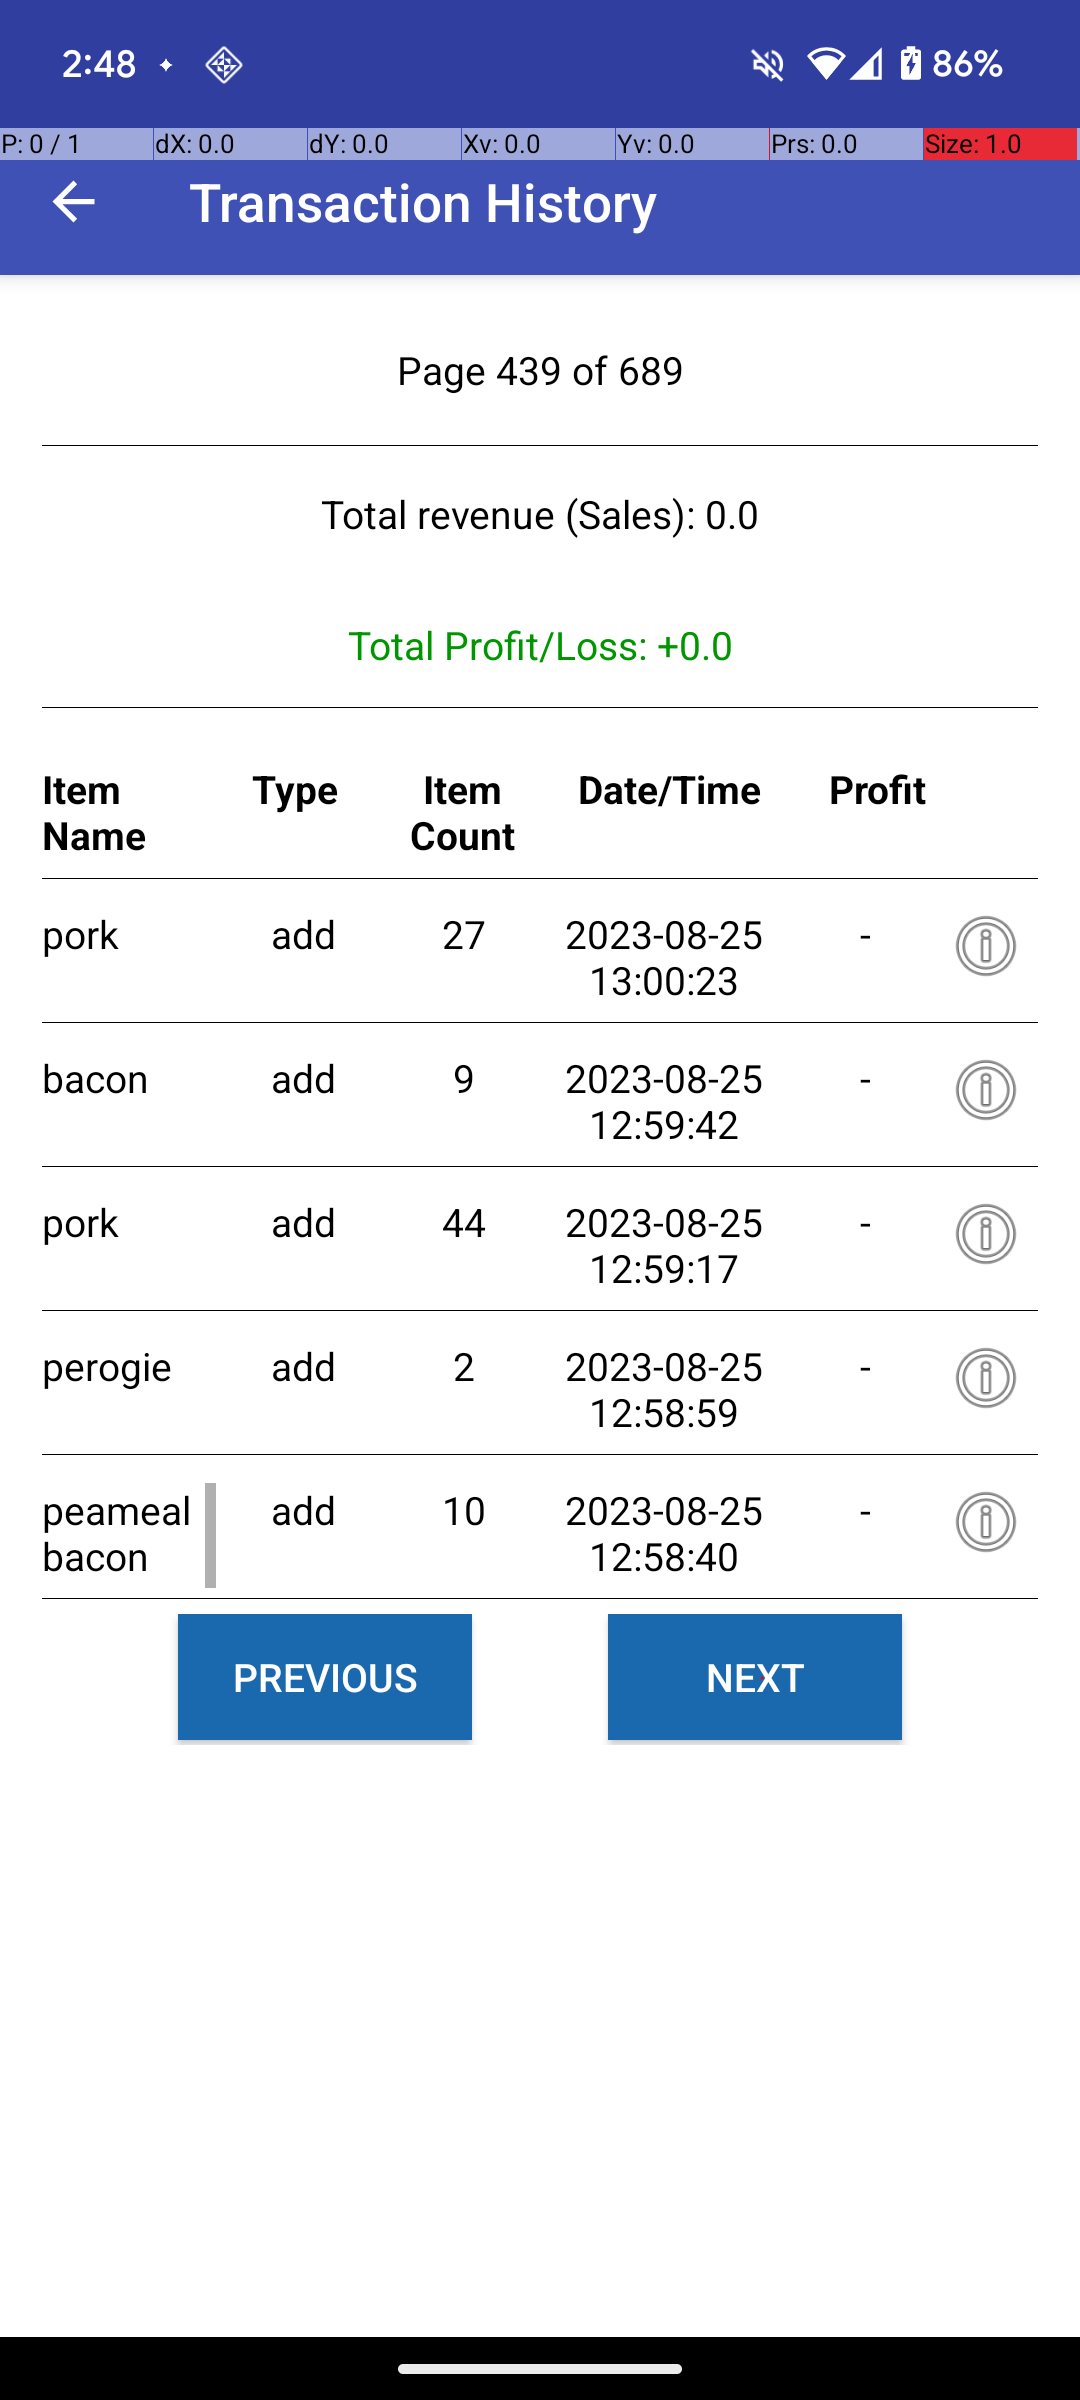 2:48
86%
P: 0 / 1
dX: 0.0
dY: 0.0
Xv: 0.0
Yv: 0.0
Prs: 0.0
Size: 1.0
Transaction History
Page 439 of 689
Total revenue (Sales): 0.0
Total Profit/Loss: +0.0
Item Name Type Item Count Date/Time Profit
pork add 27 2023-08-25 13:00:23 -
bacon add 9 2023-08-25 12:59:42 -
pork add 44 2023-08-25 12:59:17 -
perogie add 2 2023-08-25 12:58:59 -
peameal bacon add 10 2023-08-25 12:58:40 -
PREVIOUS
NEXT